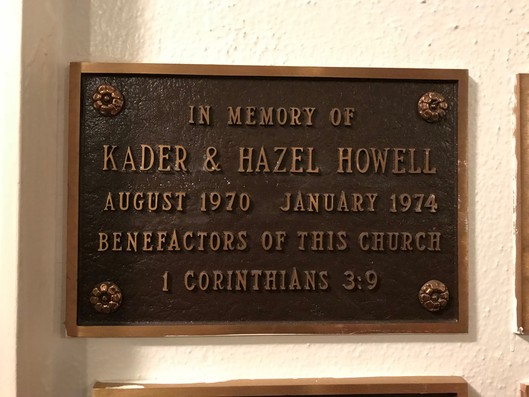 IN MEMORY OF
KADER & HAZEL HOWELL
AUGUST 1970 JANUARY 1974
BENEFACTORS OF THIS CHURCH
1 CORINTHIANS 3:9